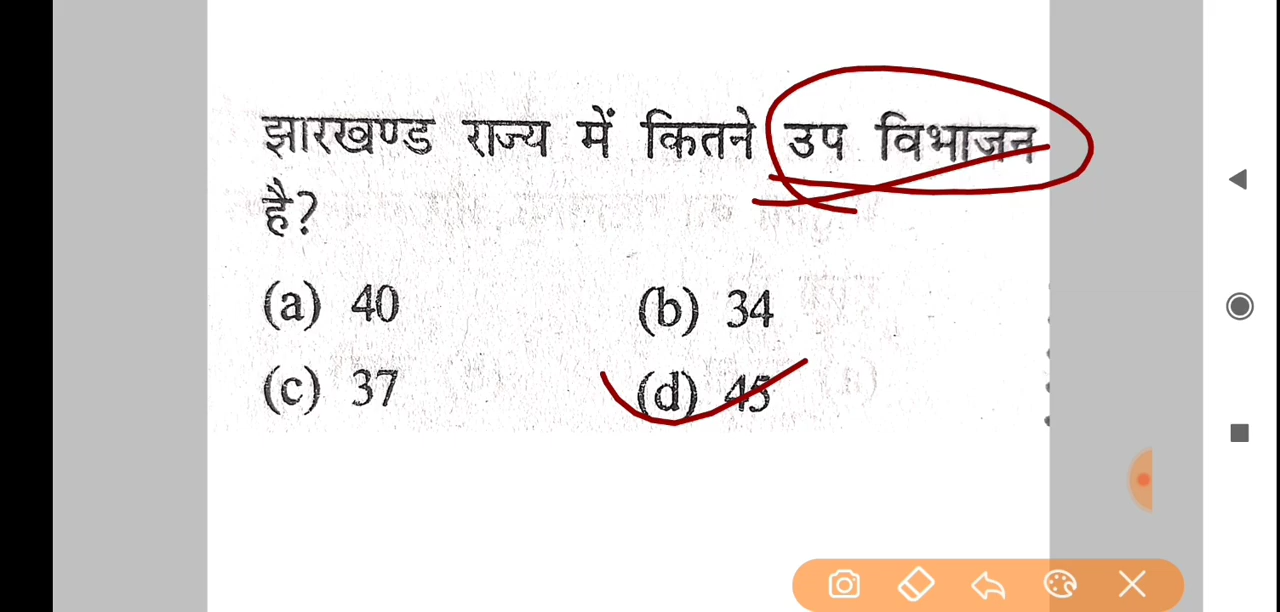 झारखण्ड राज्य में कितने उप विभाजन
है?
(a) 40 (b) 34
(c) 37 (d) 45